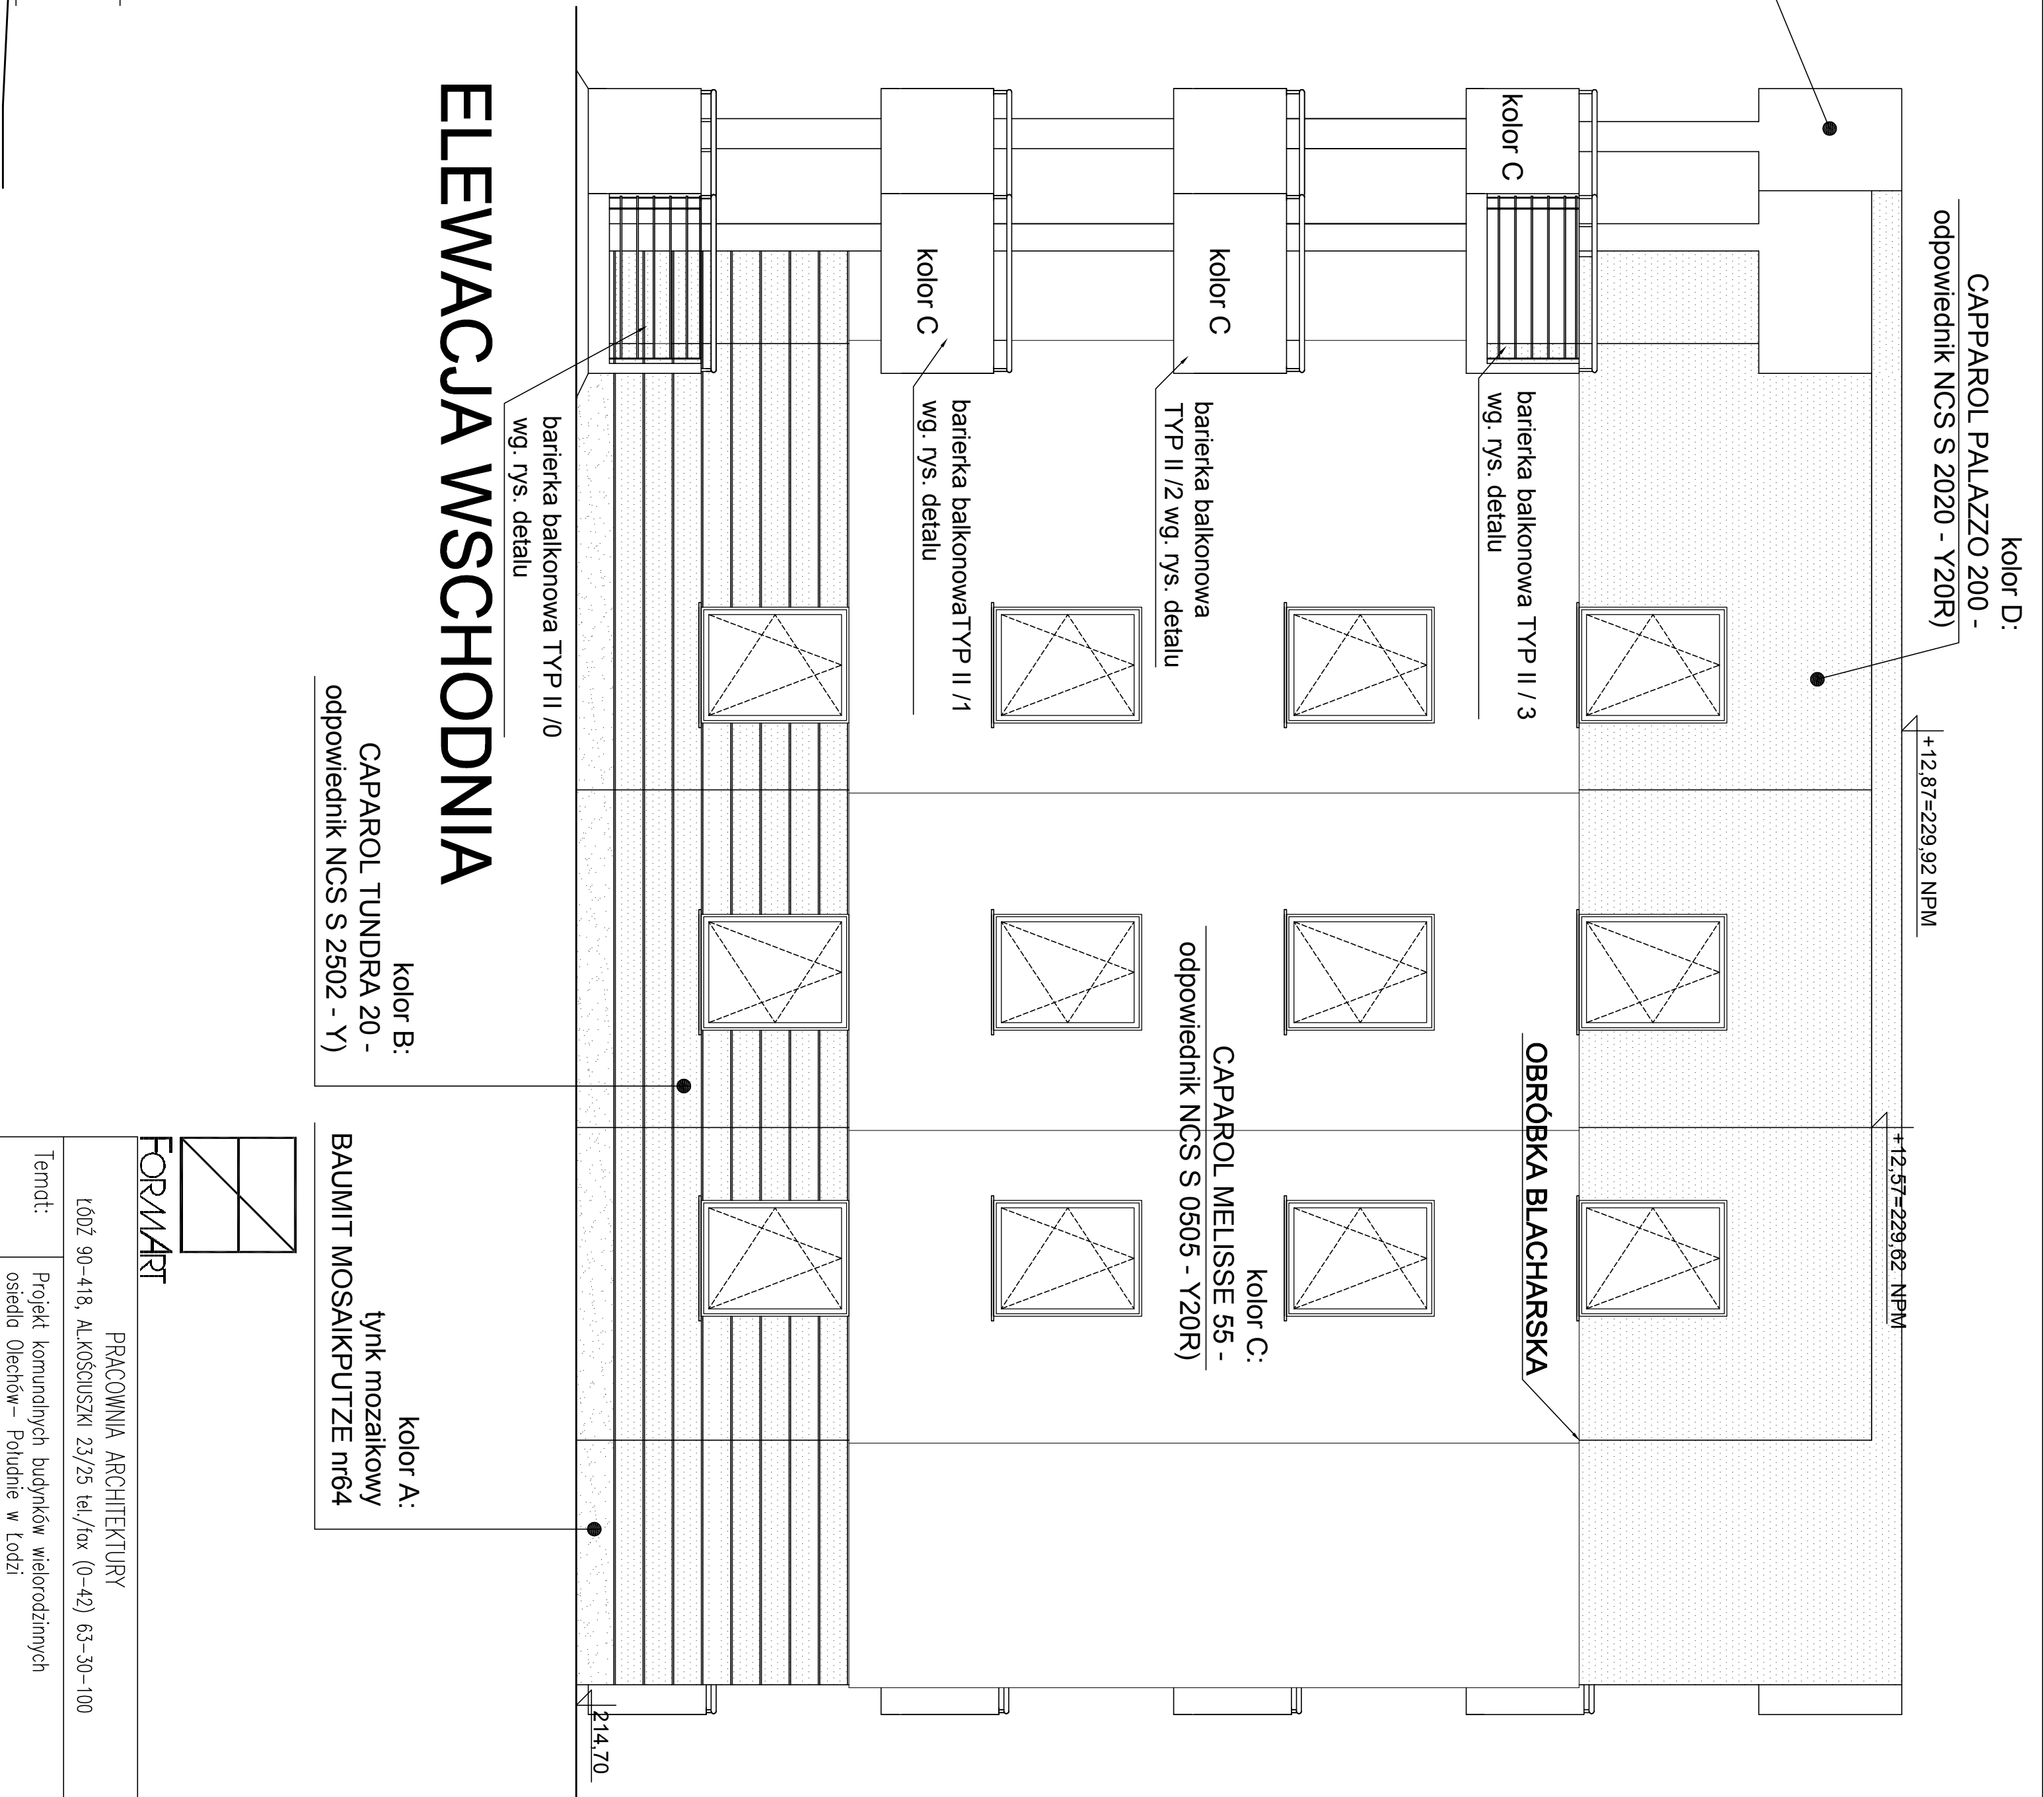 kolor D:
CAPPAROL PALAZZO 200 -
odpowiednik NCS S 2020 - Y20R)
+12,87=229,92 NPM
+12,57=229,62 NPM
kolor C
barierka balkonowa TYP II / 3
wg. rys. detalu
OBRÓBKA BLACHARSKA
kolor C
barierka balkonowa
TYP II /2 wg. rys. detalu
kolor C:
CAPAROL MELISSE 55 -
odpowiednik NCS S 0505 - Y20R)
kolor C
barierka balkonowaTYP II /1
wg. rys. detalu
barierka balkonowa TYP II /0
wg. rys. detalu
214,70
ELEWACJA WSCHODNIA
kolor B:
CAPAROL TUNDRA 20 -
odpowiednik NCS S 2502 - Y)
kolor A:
tynk mozaikowy
BAUMIT MOSAIKPUTZE nr64
FORMART
PRACOWNIA ARCHITEKTURY
ŁÓDŹ 90-418, AL.KOŚCIUSZKI 23/25 tel./fax (0-42) 63-30-100
Temat:
Projekt komunalnych budynków wielorodzinnych
osiedla Olechów- Południe w Łodzi